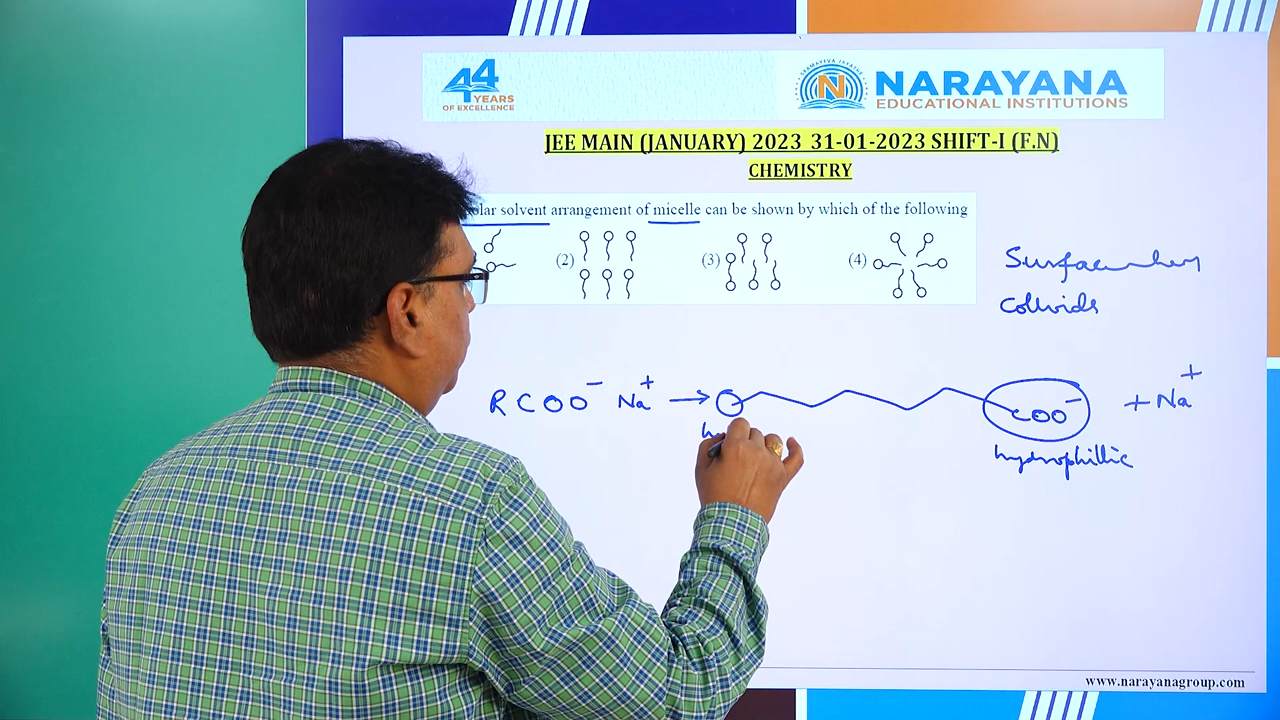 44
YEARS
OF EXCELLENCE
NARAYANA
EDUCATIONAL INSTITUTIONS
JEE MAIN (JANUARY) 2023 31-01-2023 SHIFT-I (F.N)
CHEMISTRY
olar solvent arrangement of micelle can be shown by which of the following
(2) (3) (4)
colloids
RCOO⁻ Na⁺ → COO⁻ + Na⁺
hydrophillic
www.narayanagroup.com